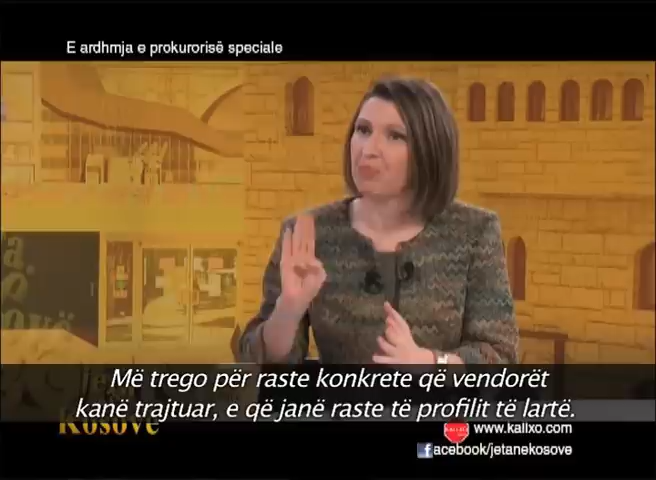 E ardhmja e prokurorisë speciale
Më trego për raste konkrete që vendorët
kanë trajtuar, e që janë raste të profilit të lartë.
Kosovë
www.kallxo.com
facebook/jetanekosove